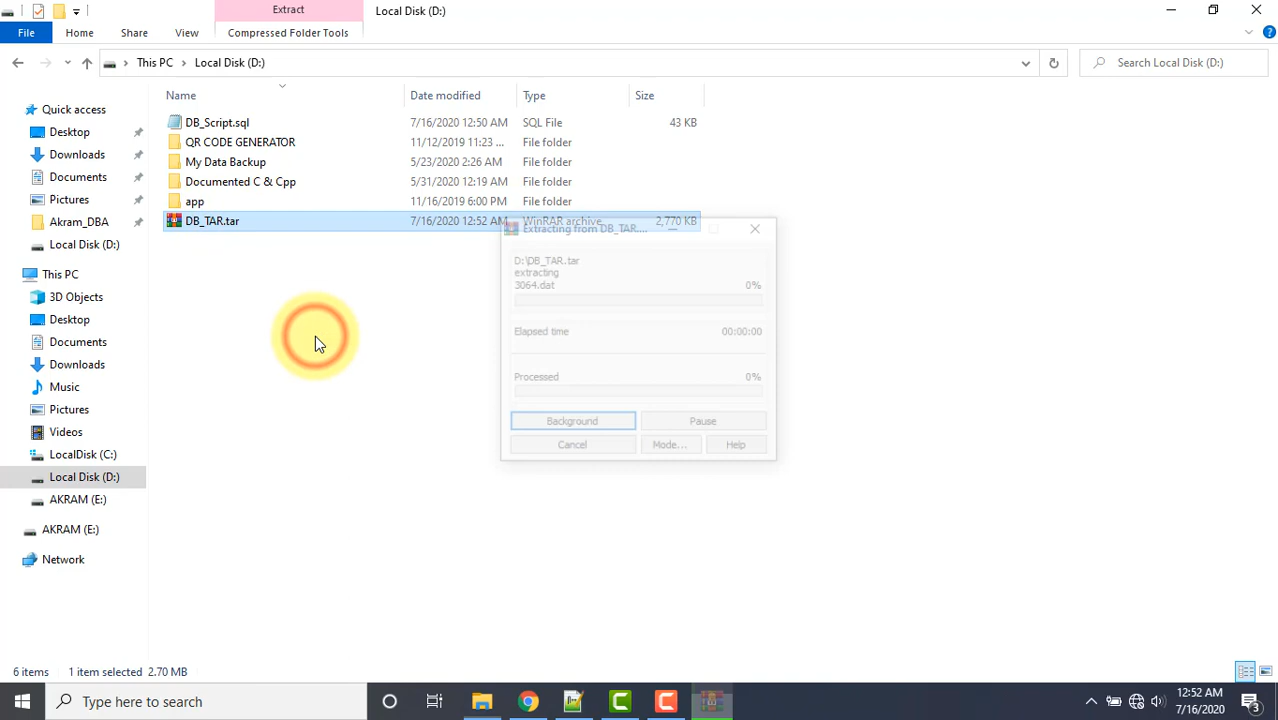 Extract
Local Disk (D:)
File
Home
Share
View
Compressed Folder Tools
This PC
Local Disk (D:)
Search Local Disk (D:)
Name
Date modified
Type
Size
Quick access
Desktop
Downloads
Documents
Pictures
Akram_DBA
Local Disk (D:)
This PC
3D Objects
Desktop
Documents
Downloads
Music
Pictures
Videos
LocalDisk (C:)
Local Disk (D:)
AKRAM (E:)
AKRAM (E:)
Network
DB_Script.sql 7/16/2020 12:50 AM SQL File 43 KB
QR CODE GENERATOR 11/12/2019 11:23 ... File folder
My Data Backup 5/23/2020 2:26 AM File folder
Documented C & Cpp 5/31/2020 12:19 AM File folder
app 11/16/2019 6:00 PM File folder
DB_TAR.tar 7/16/2020 12:52 AM WinRAR archive 2,770 KB
Extracting from DB_TAR....
D:\DB_TAR.tar
extracting
3064.dat 0%
Elapsed time 00:00:00
Processed 0%
Background
Pause
Cancel
Mode...
Help
6 items
1 item selected 2.70 MB
Type here to search
12:52 AM
7/16/2020
3